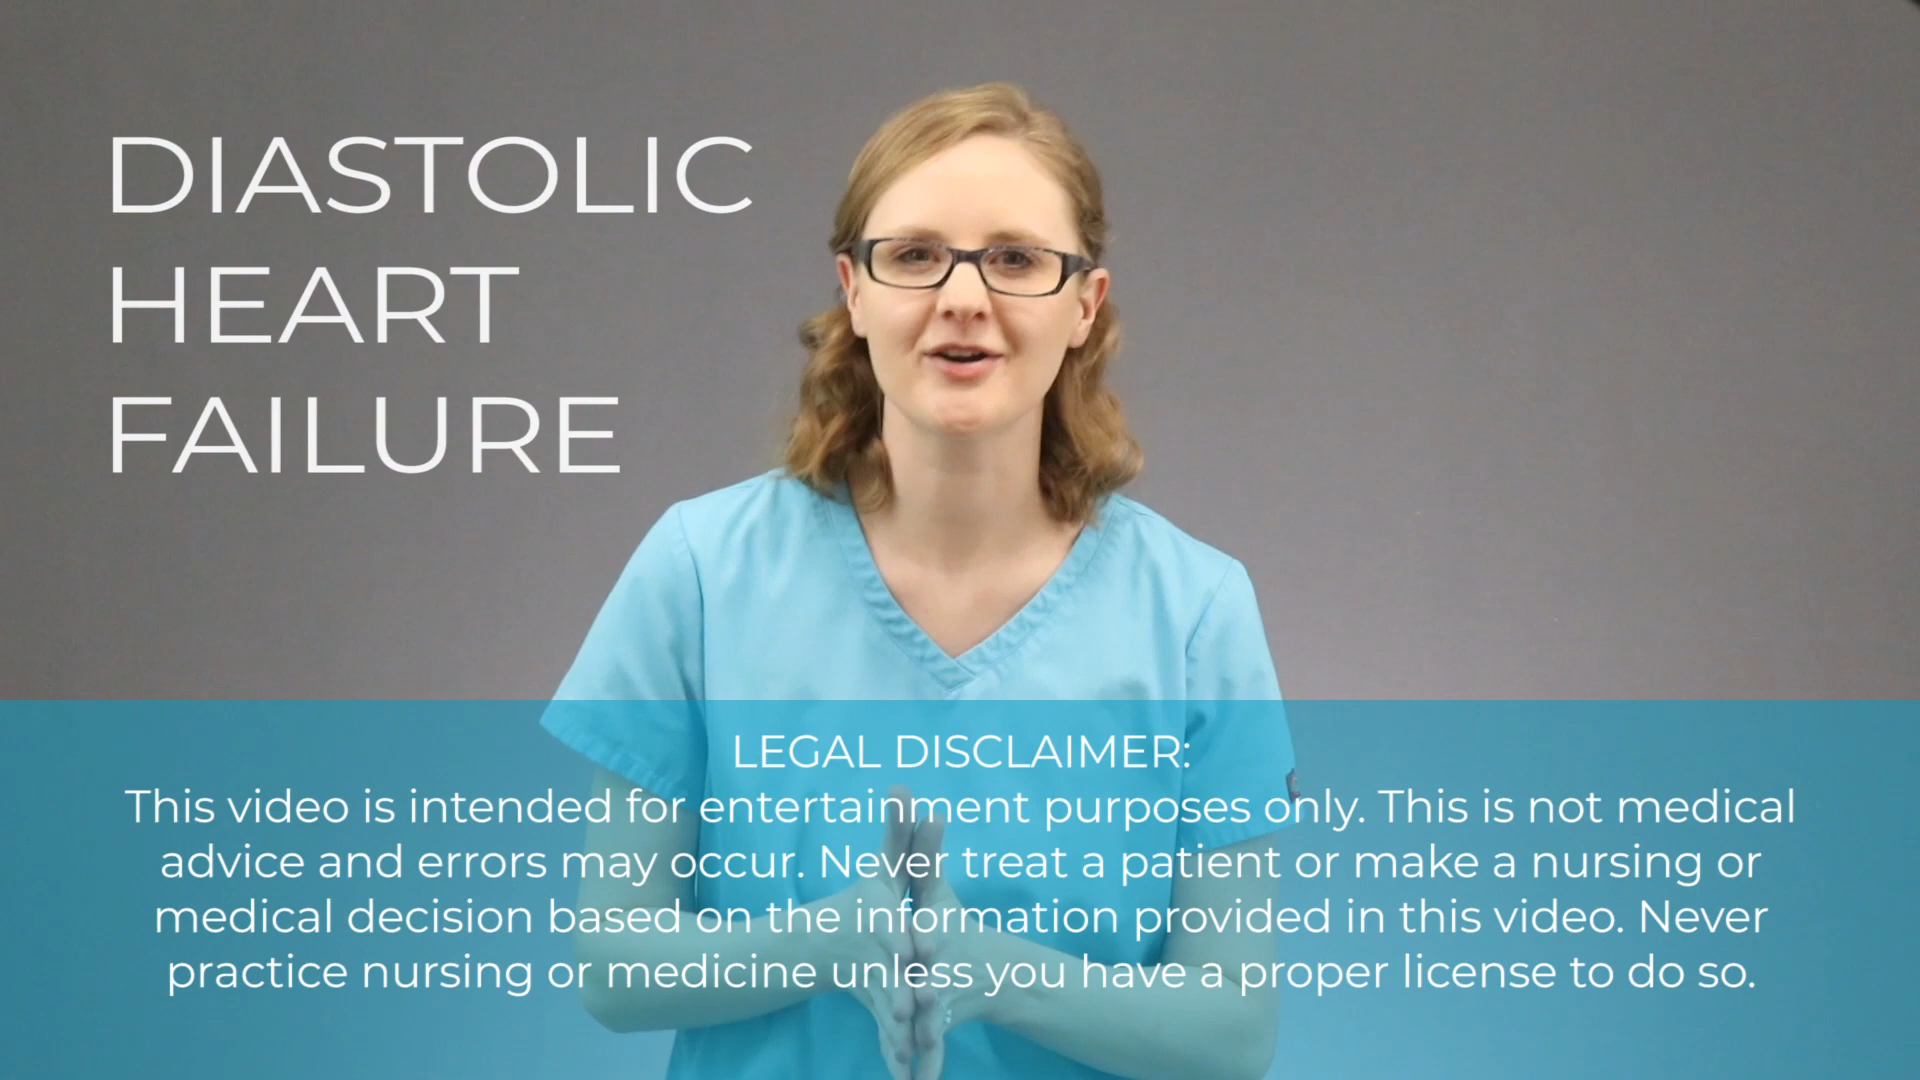 DIASTOLIC
HEART
FAILURE
LEGAL DISCLAIMER:
This video is intended for entertainment purposes only. This is not medical
advice and errors may occur. Never treat a patient or make a nursing or
medical decision based on the information provided in this video. Never
practice nursing or medicine unless you have a proper license to do so.